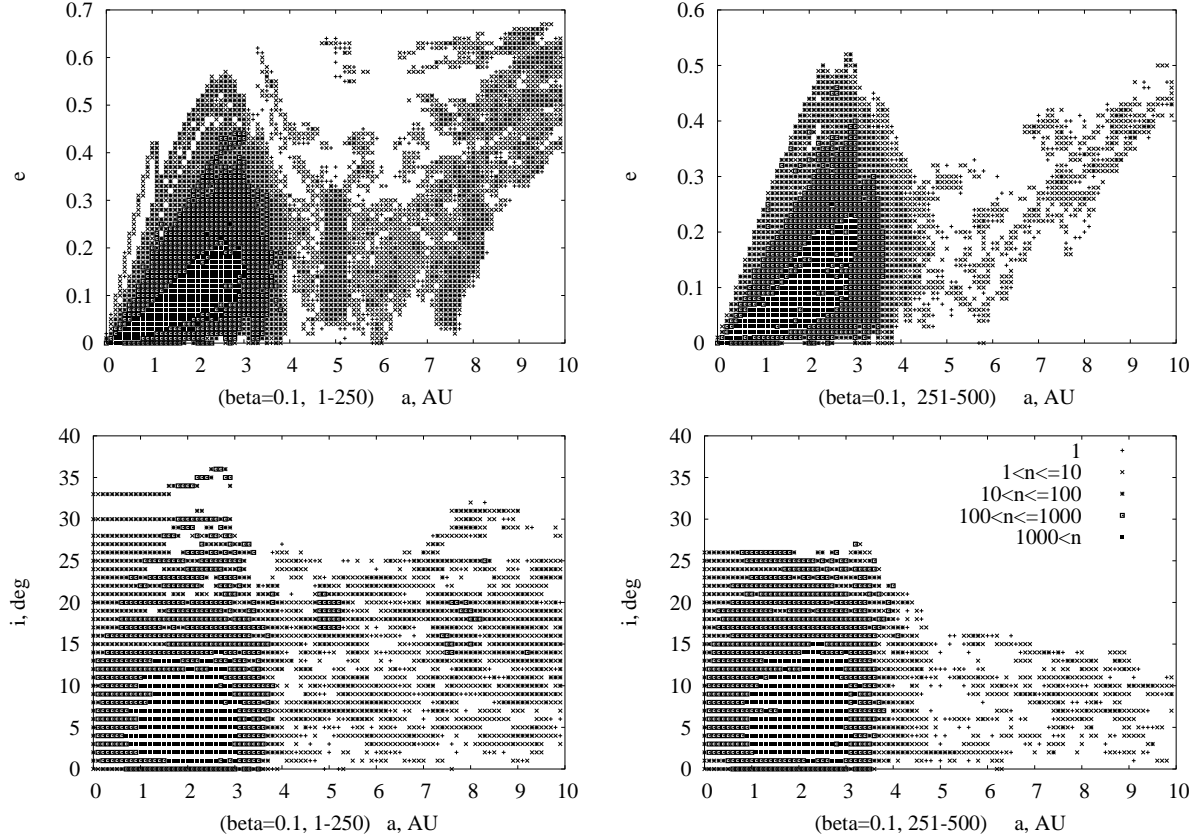 0.7
0.6
0.5
0.4
0.3
0.2
0.1
0
e
0 1 2 3 4 5 6 7 8 9 10
(beta=0.1, 1-250) a, AU
0.6
0.5
0.4
0.3
0.2
0.1
0
e
0 1 2 3 4 5 6 7 8 9 10
(beta=0.1, 251-500) a, AU
40
35
30
25
20
15
10
5
0
i, deg
0 1 2 3 4 5 6 7 8 9 10
(beta=0.1, 1-250) a, AU
40
35
30
25
20
15
10
5
0
i, deg
1
1<n<=10
10<n<=100
100<n<=1000
1000<n
0 1 2 3 4 5 6 7 8 9 10
(beta=0.1, 251-500) a, AU